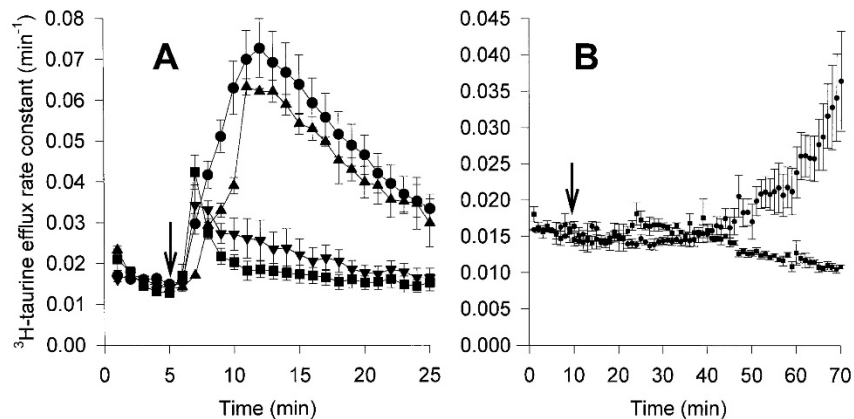 A
B
³H-taurine efflux rate constant (min⁻¹)
0.08
0.07
0.06
0.05
0.04
0.03
0.02
0.01
0.00
0 5 10 15 20 25
Time (min)
0.045
0.040
0.035
0.030
0.025
0.020
0.015
0.010
0.005
0.000
0 10 20 30 40 50 60 70
Time (min)